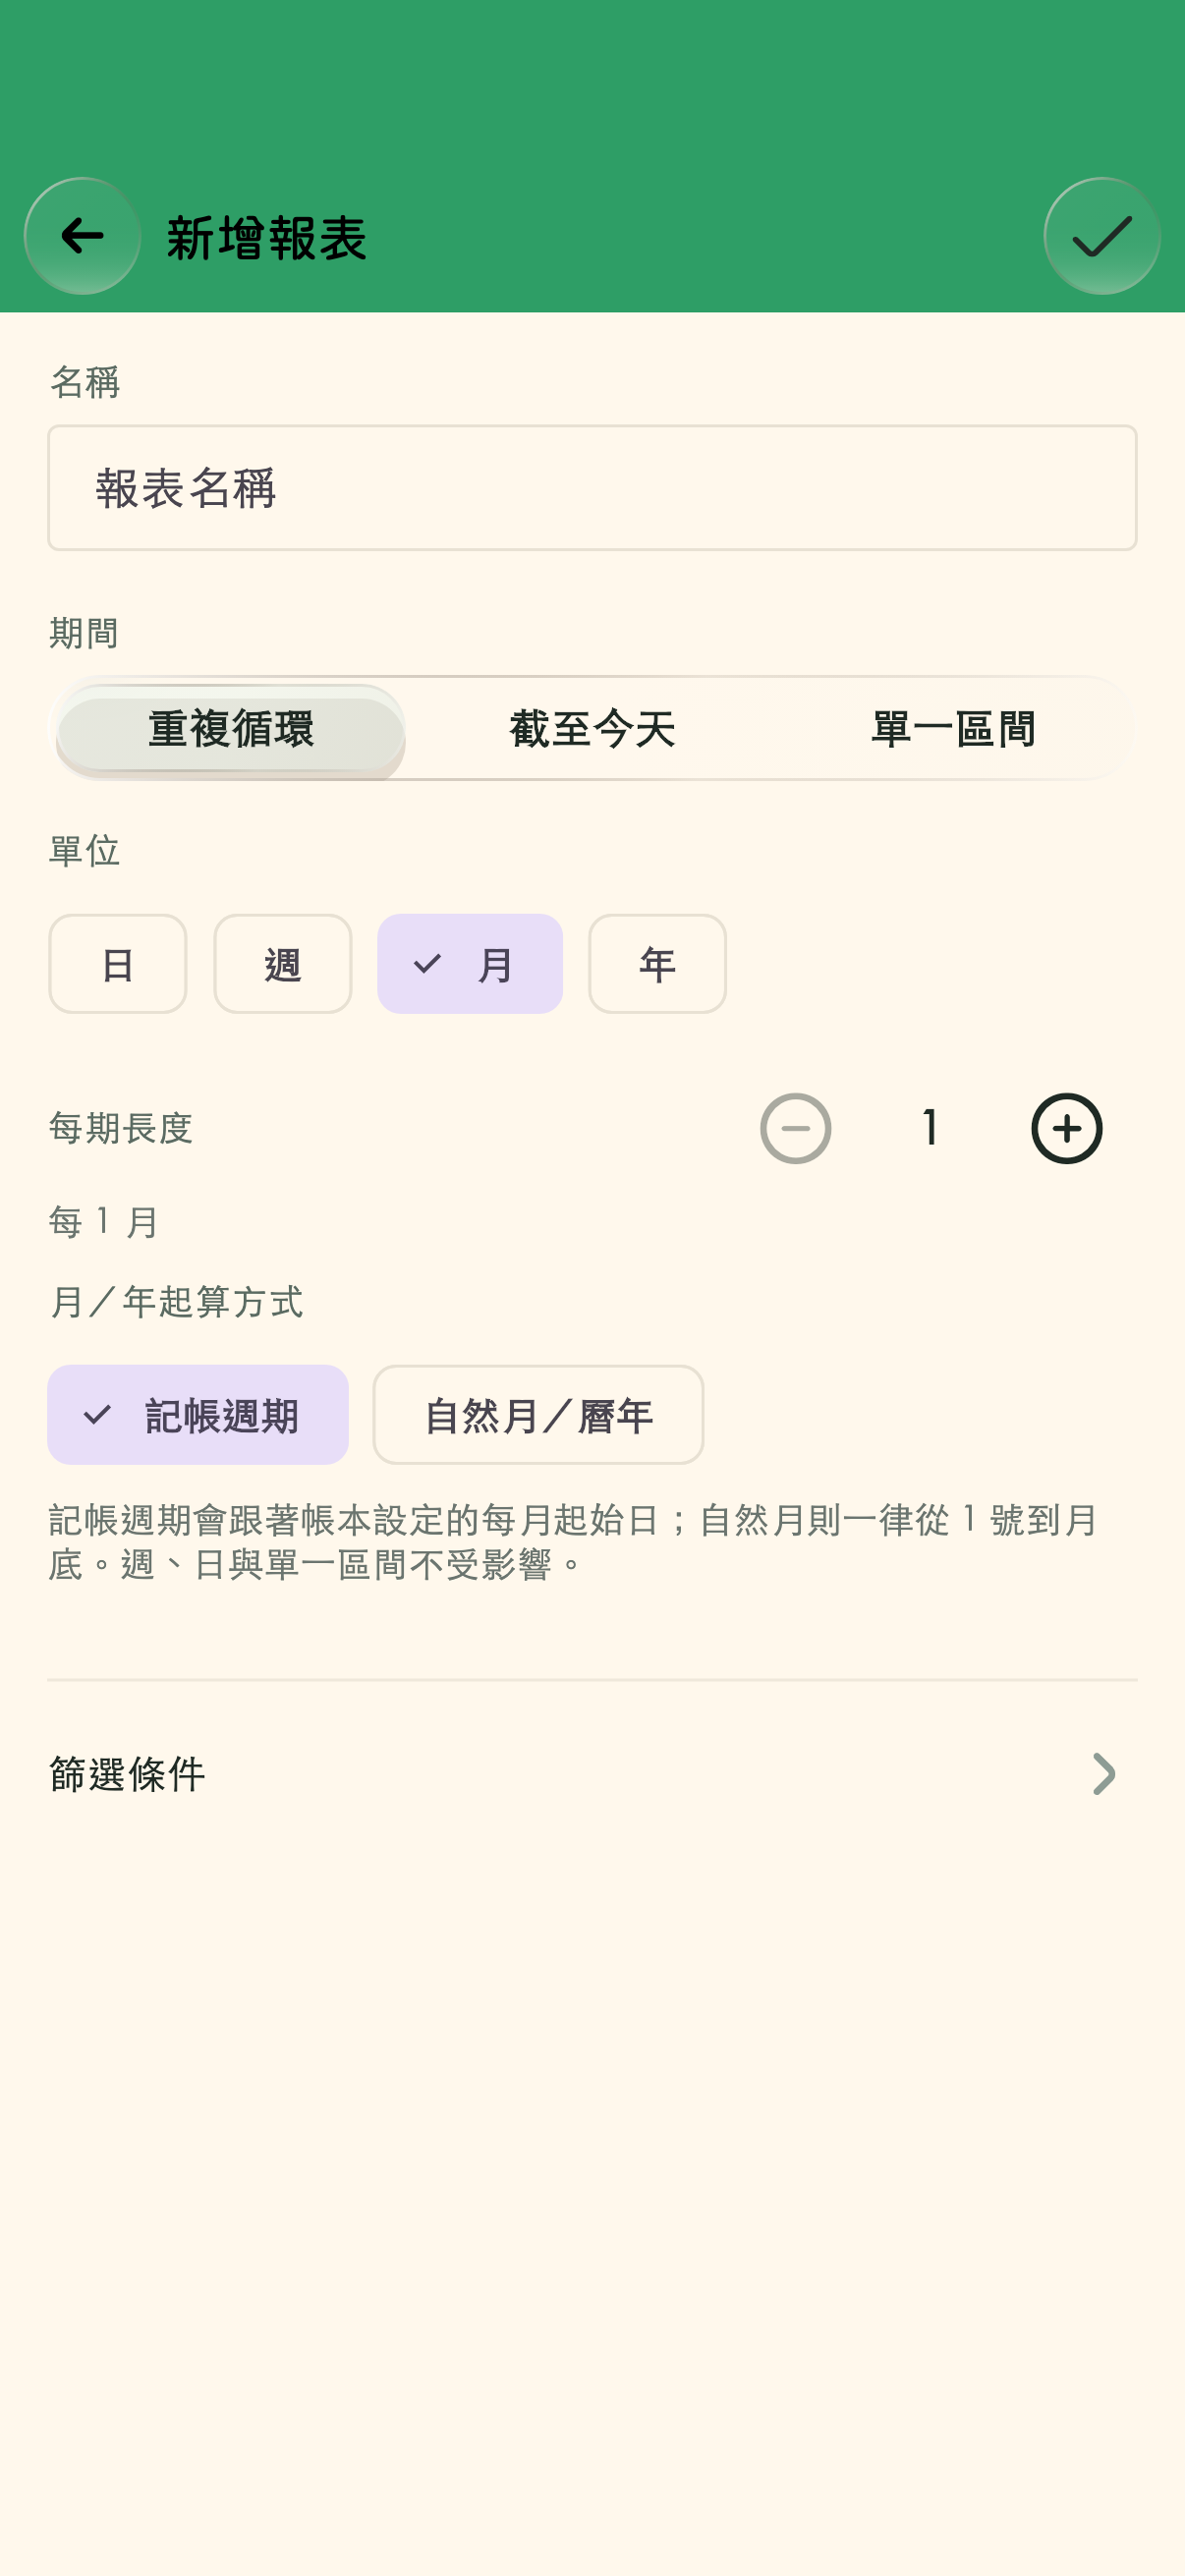 新增報表
名稱
報表名稱
期間
重複循環 截至今天 單一區間
單位
日 週 月 年
每期長度 1
每 1 月
月／年起算方式
記帳週期 自然月／曆年
記帳週期會跟著帳本設定的每月起始日；自然月則一律從 1 號到月
底。週、日與單一區間不受影響。
篩選條件